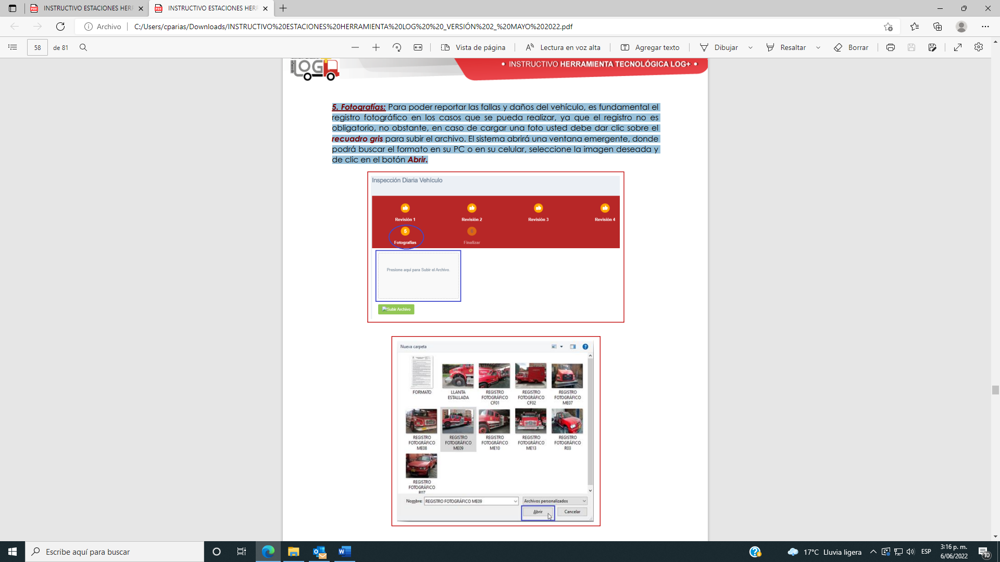 INSTRUCTIVO ESTACIONES HERR
INSTRUCTIVO ESTACIONES HERR
Archivo
C:/Users/cparias/Downloads/INSTRUCTIVO%20ESTACIONES%20HERRAMIENTA%20LOG%20%20_VERSIÓN%202_%20MAYO%202022.pdf
58 de 81
Vista de página
Lectura en voz alta
Agregar texto
Dibujar
Resaltar
Borrar
LOG
• INSTRUCTIVO HERRAMIENTA TECNOLÓGICA LOG+ •
5. Fotografías: Para poder reportar las fallas y daños del vehículo, es fundamental el
registro fotográfico en los casos que se pueda realizar, ya que el registro no es
obligatorio, no obstante, en caso de cargar una foto usted debe dar clic sobre el
recuadro gris para subir el archivo. El sistema abrirá una ventana emergente, donde
podrá buscar el formato en su PC o en su celular, seleccione la imagen deseada y
de clic en el botón Abrir.
Inspección Diaria Vehículo
Revisión 1
Revisión 2
Revisión 3
Revisión 4
5
6
Fotografías
Finalizar
Presione aquí para Subir el Archivo.
Subir Archivo
Nueva carpeta
FORMATO
LLANTA
ESTALLADA
REGISTRO
FOTOGRÁFICO
CF01
REGISTRO
FOTOGRÁFICO
CF02
REGISTRO
FOTOGRÁFICO
ME07
REGISTRO
FOTOGRÁFICO
ME08
REGISTRO
FOTOGRÁFICO
ME09
REGISTRO
FOTOGRÁFICO
ME10
REGISTRO
FOTOGRÁFICO
ME13
REGISTRO
FOTOGRÁFICO
R03
REGISTRO
FOTOGRÁFICO
R07
Nombre: REGISTRO FOTOGRÁFICO ME09
Archivos personalizados
Abrir
Cancelar
Escribe aquí para buscar
17°C Lluvia ligera
ESP
3:16 p. m.
6/06/2022
10